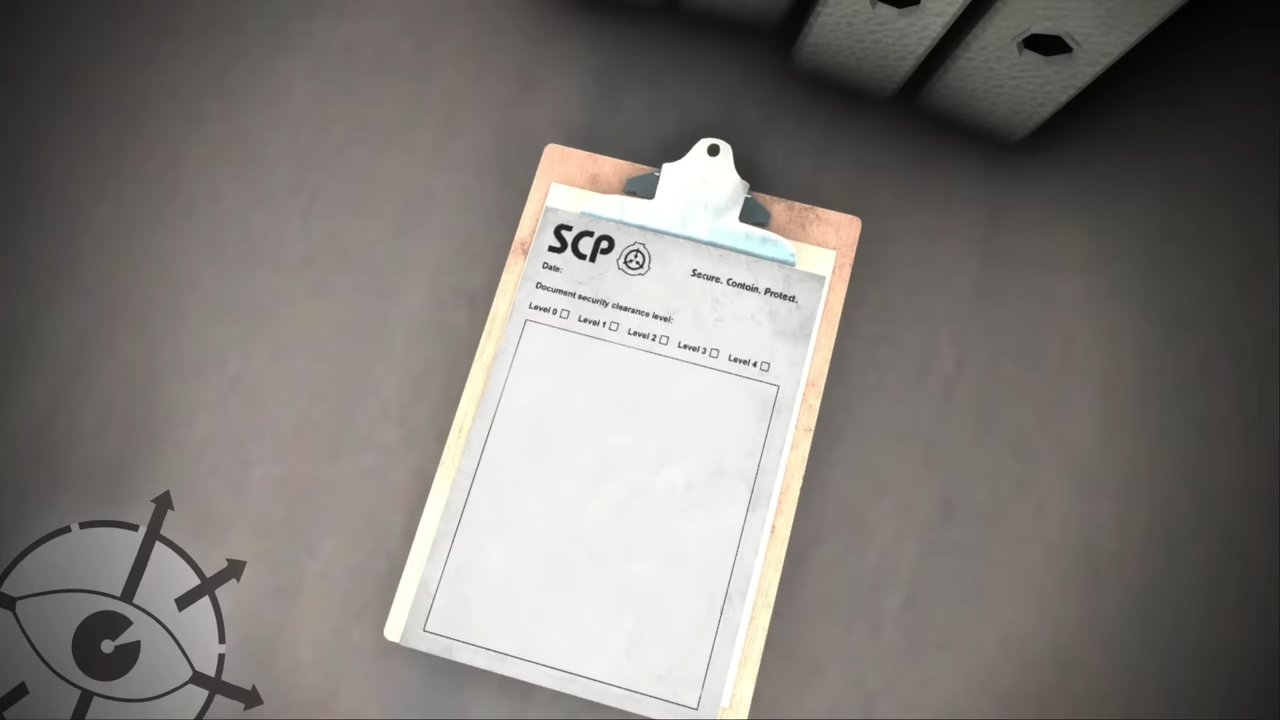 SCP
Secure. Contain. Protect.
Date:
Document security clearance level:
Level 0 Level 1 Level 2 Level 3 Level 4